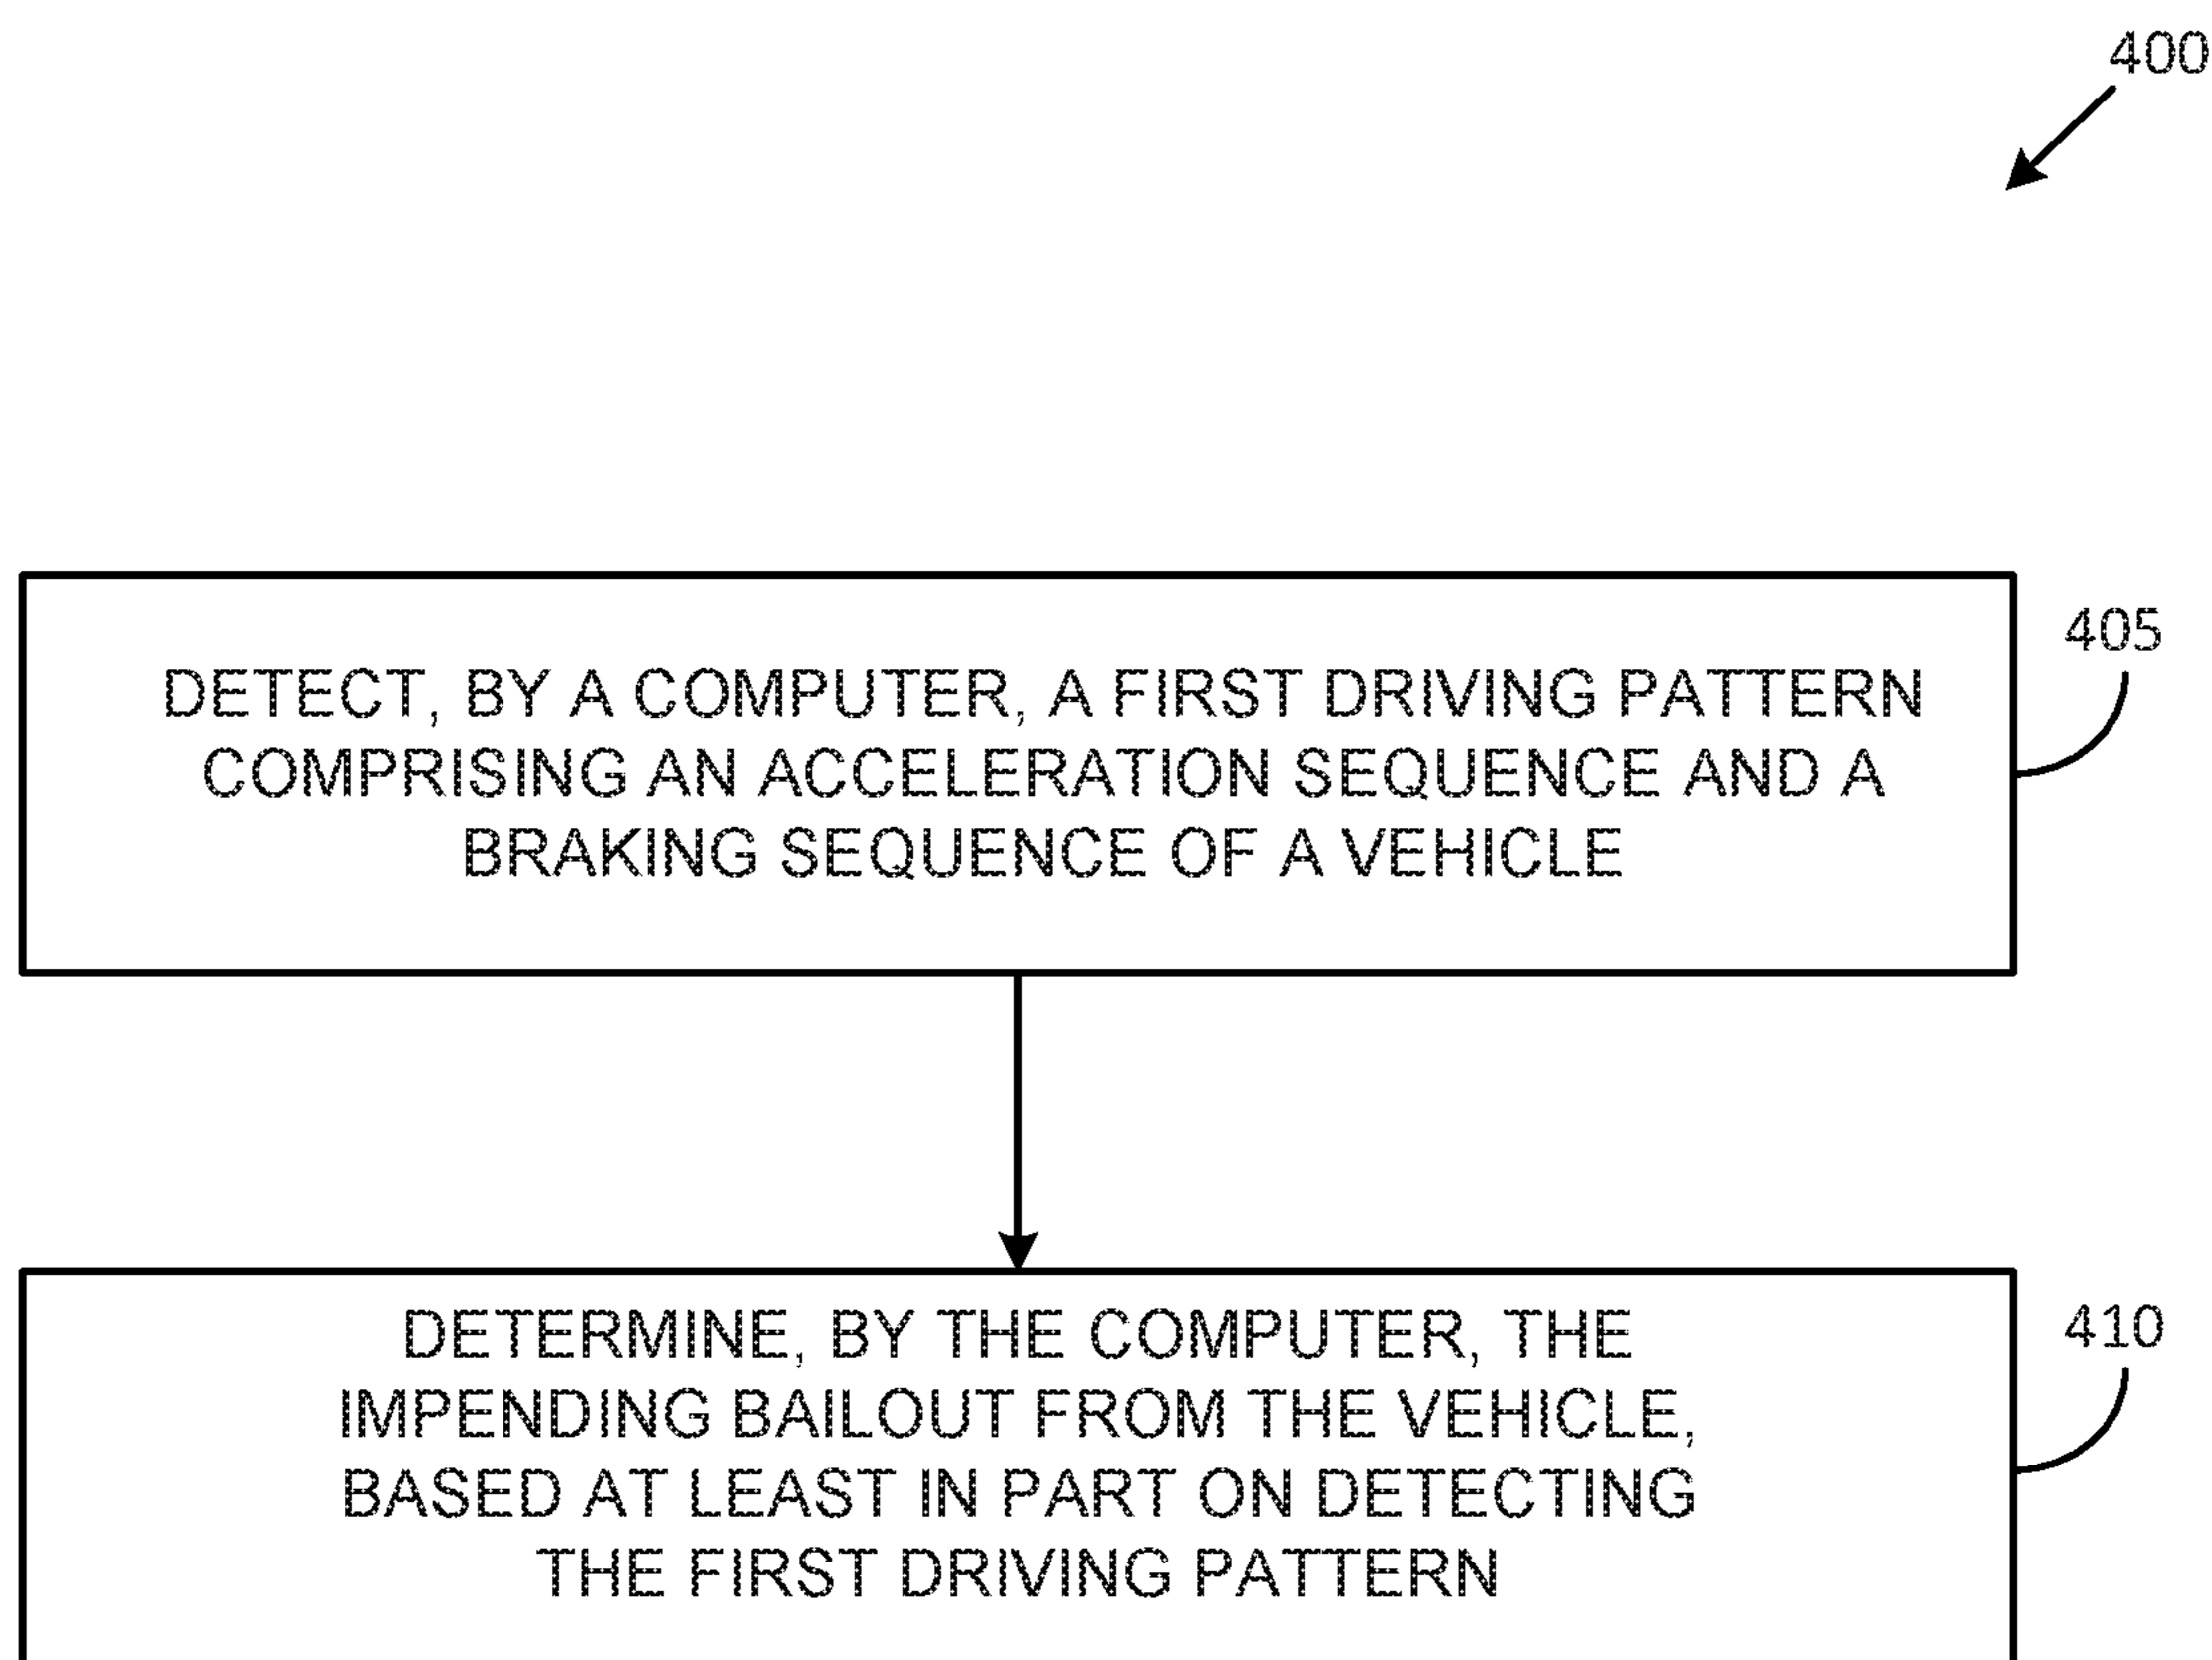 400
405
DETECT, BY A COMPUTER, A FIRST DRIVING PATTERN
COMPRISING AN ACCELERATION SEQUENCE AND A
BRAKING SEQUENCE OF A VEHICLE
410
DETERMINE, BY THE COMPUTER, THE
IMPENDING BAILOUT FROM THE VEHICLE,
BASED AT LEAST IN PART ON DETECTING
THE FIRST DRIVING PATTERN